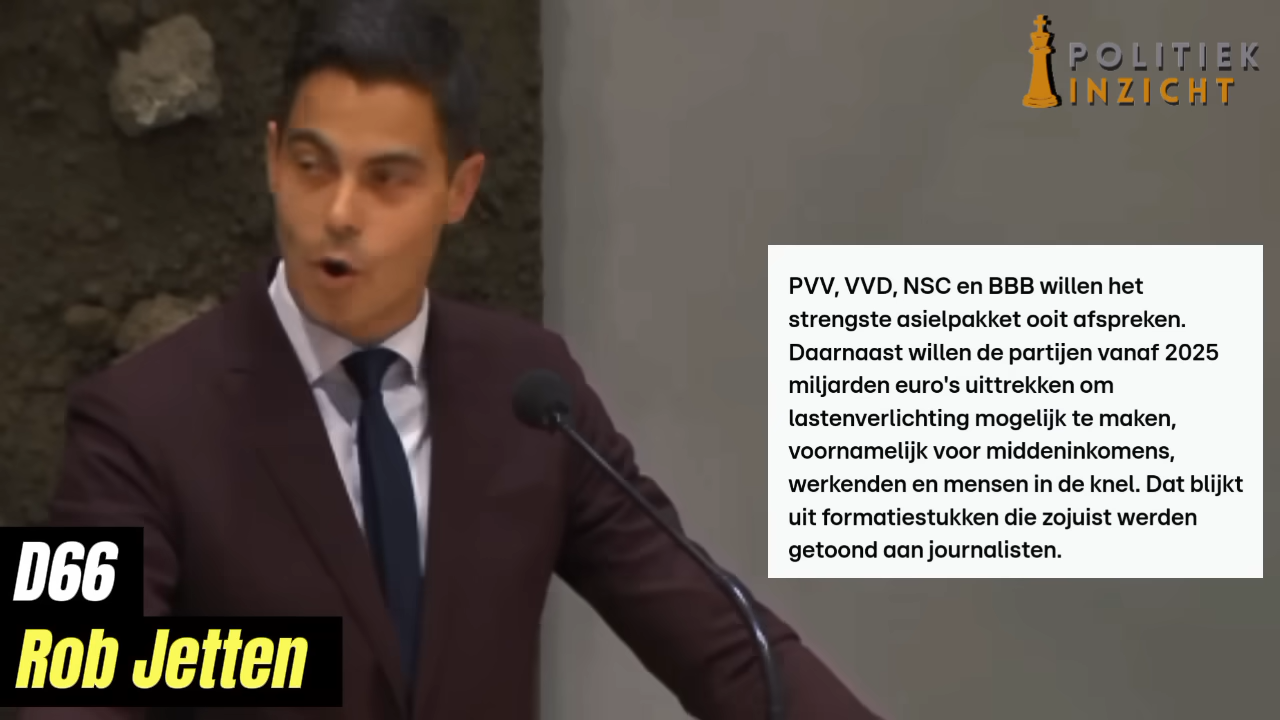 POLITIEK
INZICHT
PVV, VVD, NSC en BBB willen het
strengste asielpakket ooit afspreken.
Daarnaast willen de partijen vanaf 2025
miljarden euro's uittrekken om
lastenverlichting mogelijk te maken,
voornamelijk voor middeninkomens,
werkenden en mensen in de knel. Dat blijkt
uit formatiestukken die zojuist werden
getoond aan journalisten.
D66
Rob Jetten